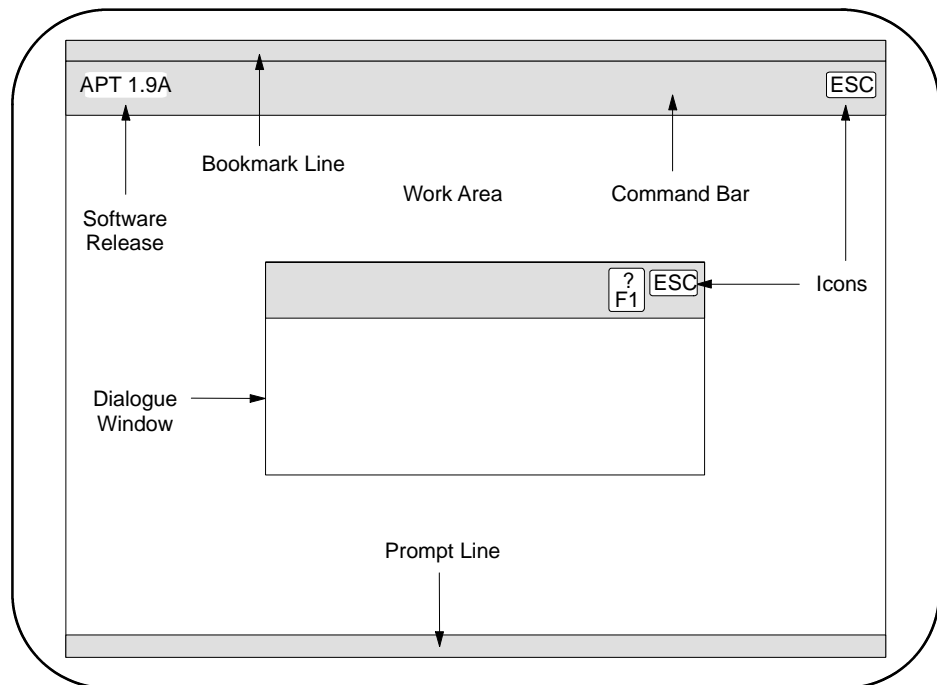 APT 1.9A
ESC
Bookmark Line
Work Area
Command Bar
Software
Release
?
F1
ESC
Icons
Dialogue
Window
Prompt Line